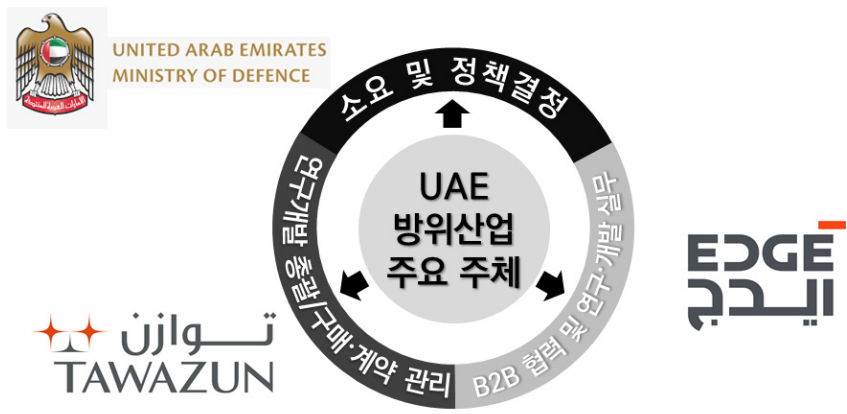 UNITED ARAB EMIRATES
MINISTRY OF DEFENCE
소요 및 정책결정
연구개발 총괄/구매·계약 관리
B2B 협력 및 연구·개발 실무
UAE
방위산업
주요 주체
EDGE
ايدج
توازن
TAWAZUN